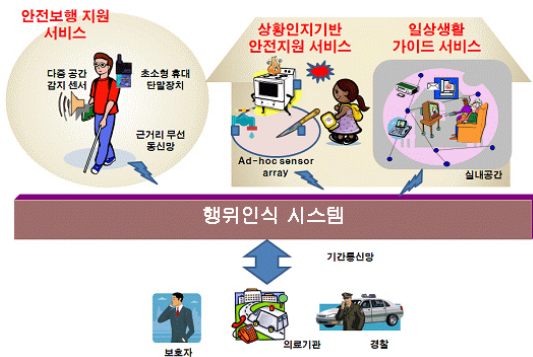 안전보행 지원
서비스
상황인지기반
안전지원 서비스
일상생활
가이드 서비스
다중 공간
감지 센서
초소형 휴대
단말장치
근거리 무선
통신망
Ad-hoc sensor
array
실내공간
행위인식 시스템
기간통신망
보호자
의료기관
경찰